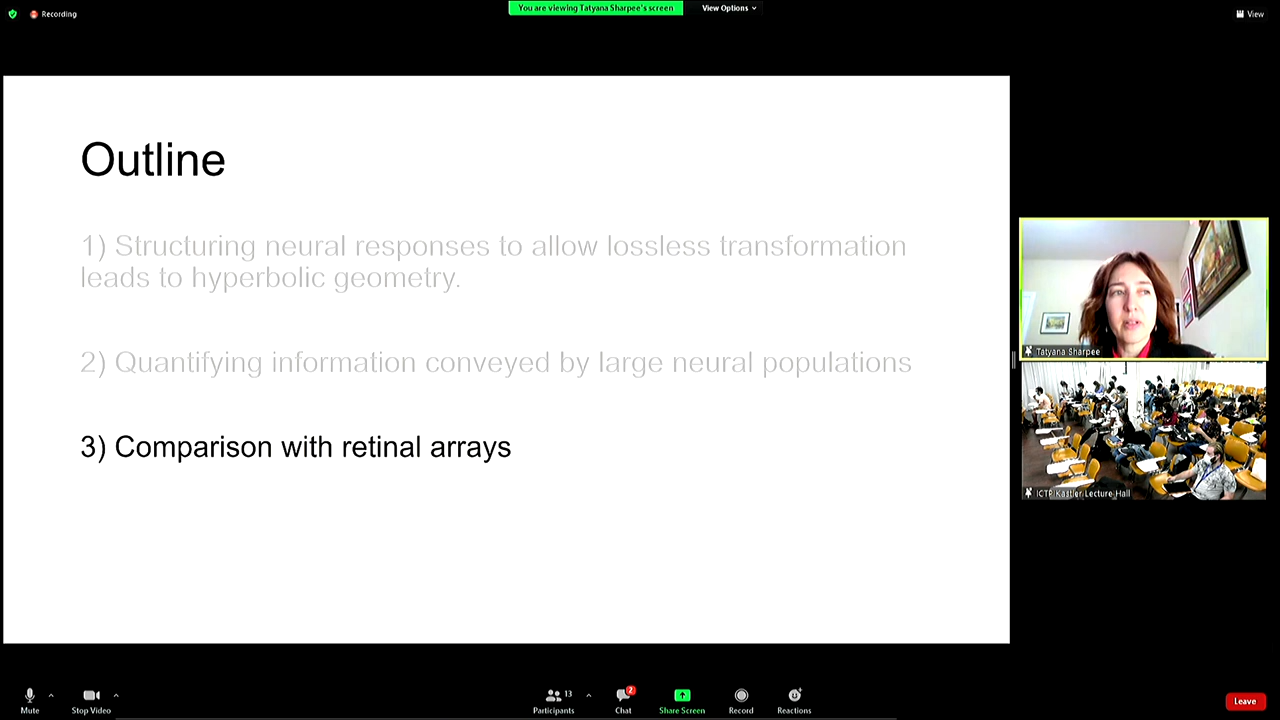 Recording
You are viewing Tatyana Sharpee's screen
View Options
View
Outline
1) Structuring neural responses to allow lossless transformation
leads to hyperbolic geometry.
2) Quantifying information conveyed by large neural populations
3) Comparison with retinal arrays
Tatyana Sharpee
ICTP Kastler Lecture Hall
Mute
Stop Video
13
Participants
2
Chat
Share Screen
Record
Reactions
Leave